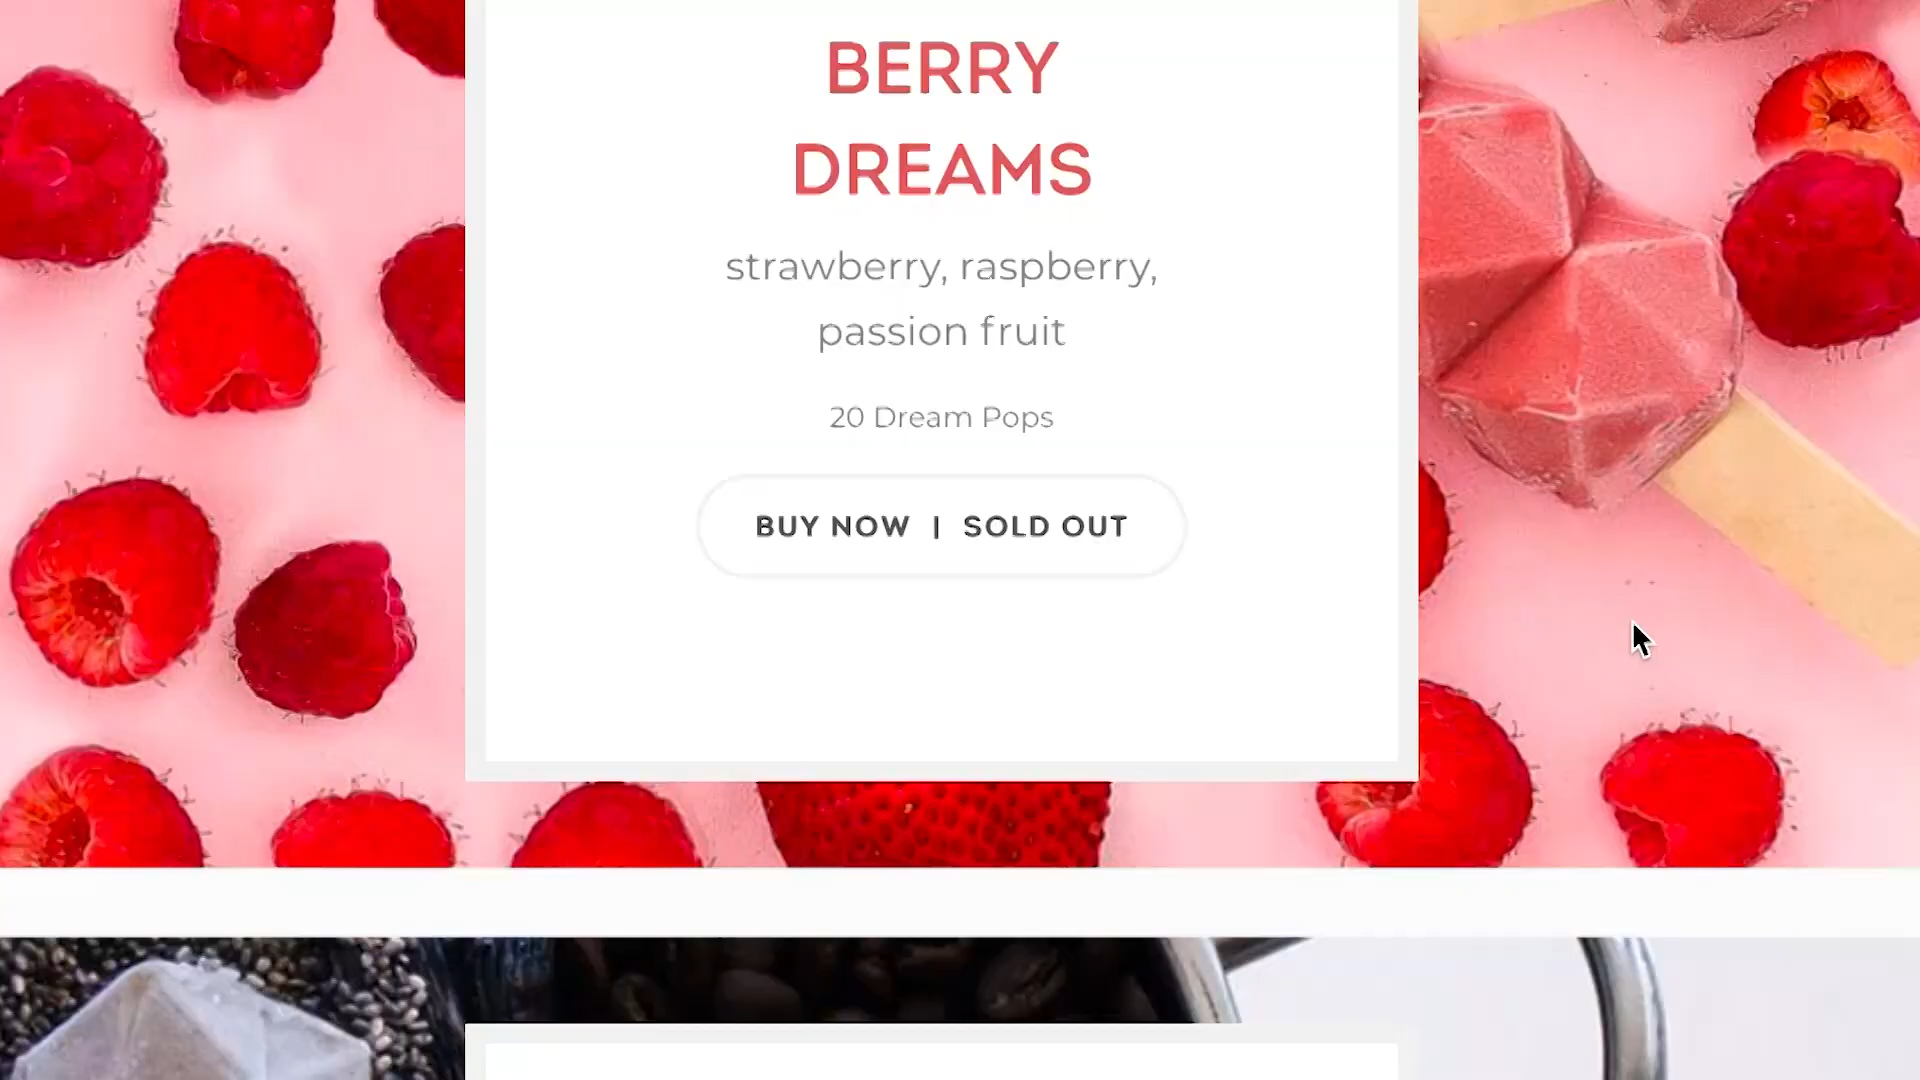 BERRY
DREAMS
strawberry, raspberry,
passion fruit
20 Dream Pops
BUY NOW | SOLD OUT